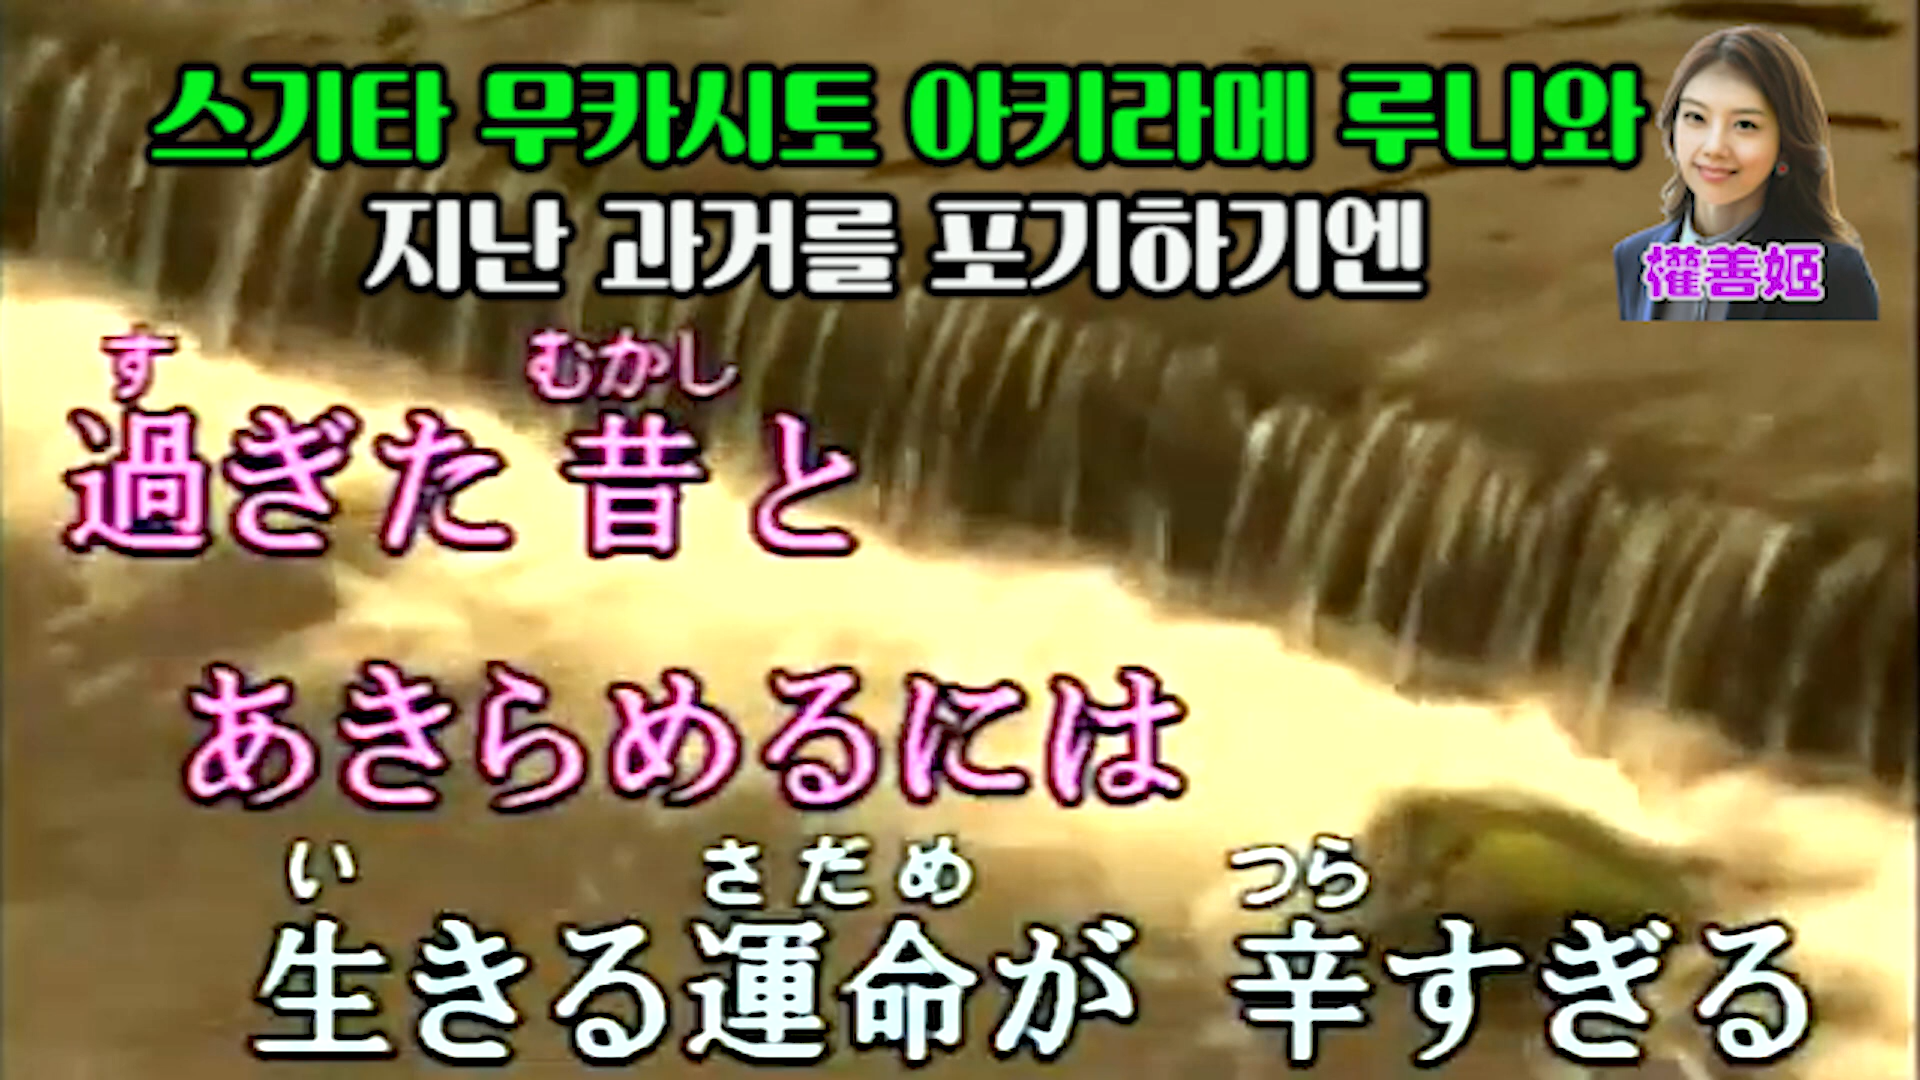 스기타 무카시토 아키라메 루니와
지난 과거를 포기하기엔
權善姬
す むかし
過ぎた 昔と
あきらめるには
い さだめ つら
生きる運命が 辛すぎる